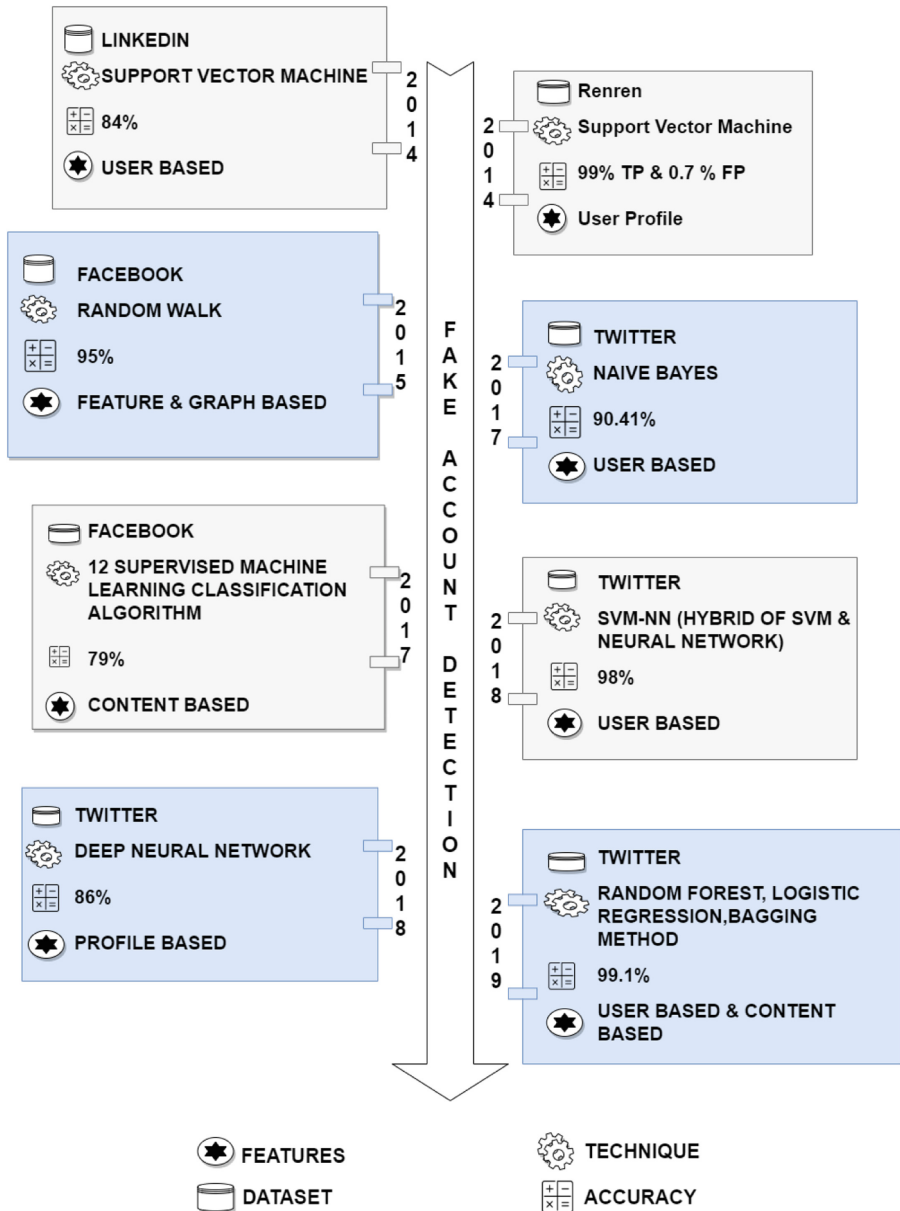 LINKEDIN
SUPPORT VECTOR MACHINE
84%
USER BASED
2014
Renren
Support Vector Machine
99% TP & 0.7 % FP
User Profile
2014
FACEBOOK
RANDOM WALK
95%
FEATURE & GRAPH BASED
2015
TWITTER
NAIVE BAYES
90.41%
USER BASED
2017
FACEBOOK
12 SUPERVISED MACHINE
LEARNING CLASSIFICATION
ALGORITHM
79%
CONTENT BASED
2017
TWITTER
SVM-NN (HYBRID OF SVM &
NEURAL NETWORK)
98%
USER BASED
2018
TWITTER
DEEP NEURAL NETWORK
86%
PROFILE BASED
2018
TWITTER
RANDOM FOREST, LOGISTIC
REGRESSION,BAGGING
METHOD
99.1%
USER BASED & CONTENT
BASED
2019
FAKE ACCOUNT DETECTION
FEATURES
TECHNIQUE
DATASET
ACCURACY